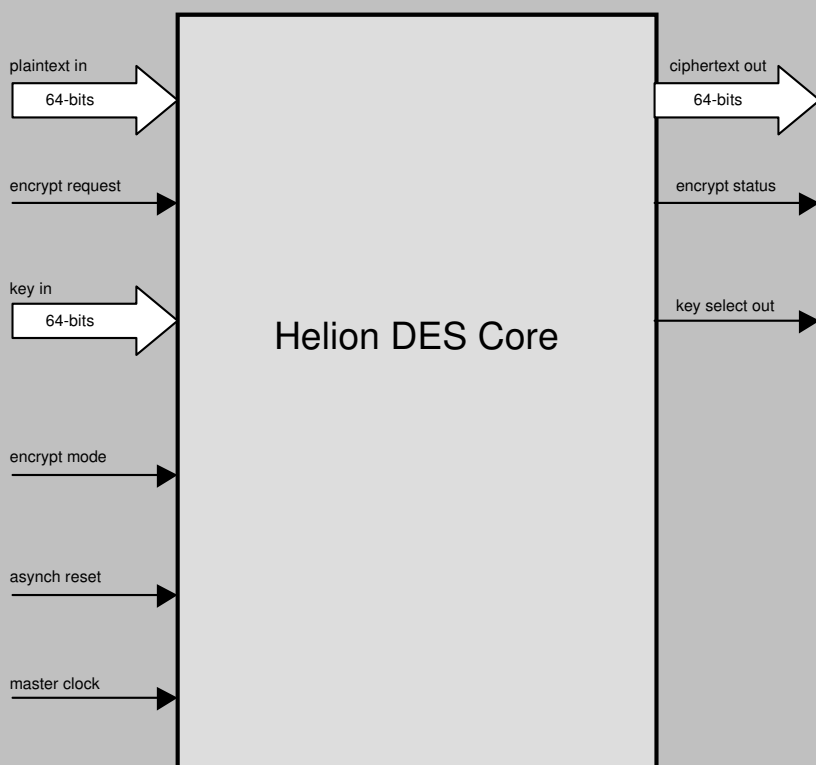 plaintext in
64-bits
encrypt request
key in
64-bits
encrypt mode
asynch reset
master clock
Helion DES Core
ciphertext out
64-bits
encrypt status
key select out